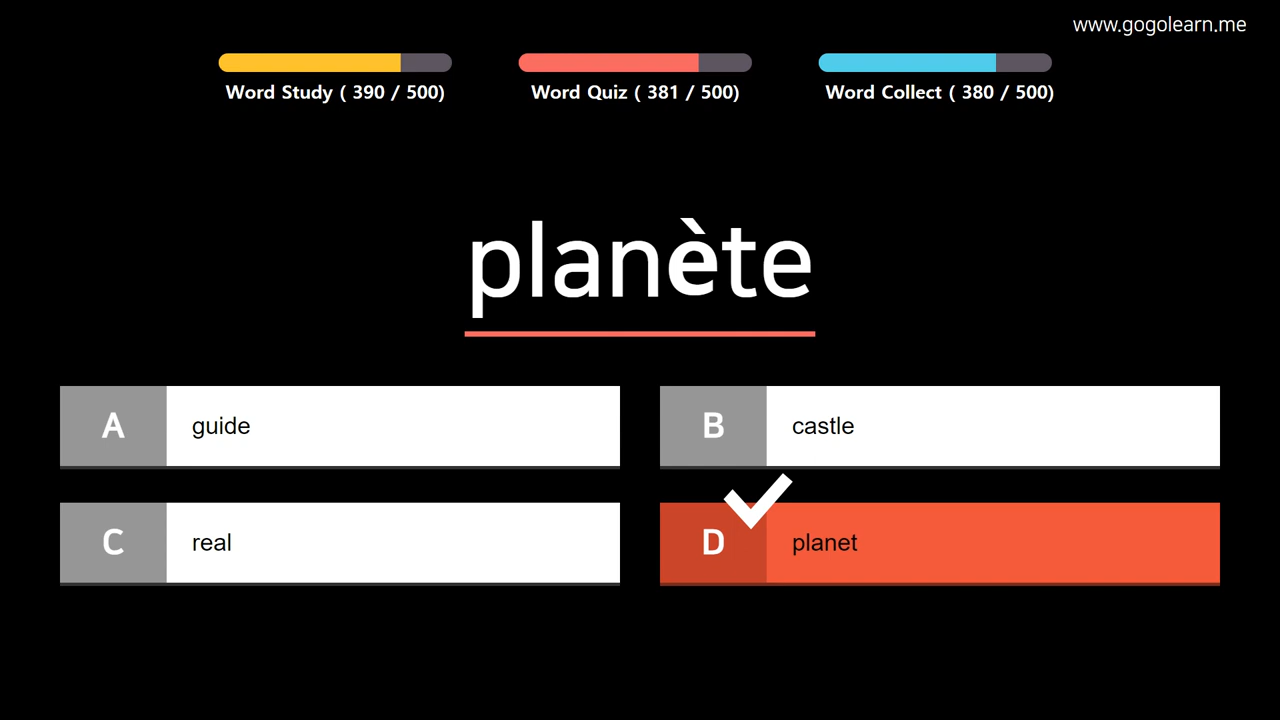 www.gogolearn.me
Word Study ( 390 / 500)
Word Quiz ( 381 / 500)
Word Collect ( 380 / 500)
planète
A guide
B castle
C real
D planet